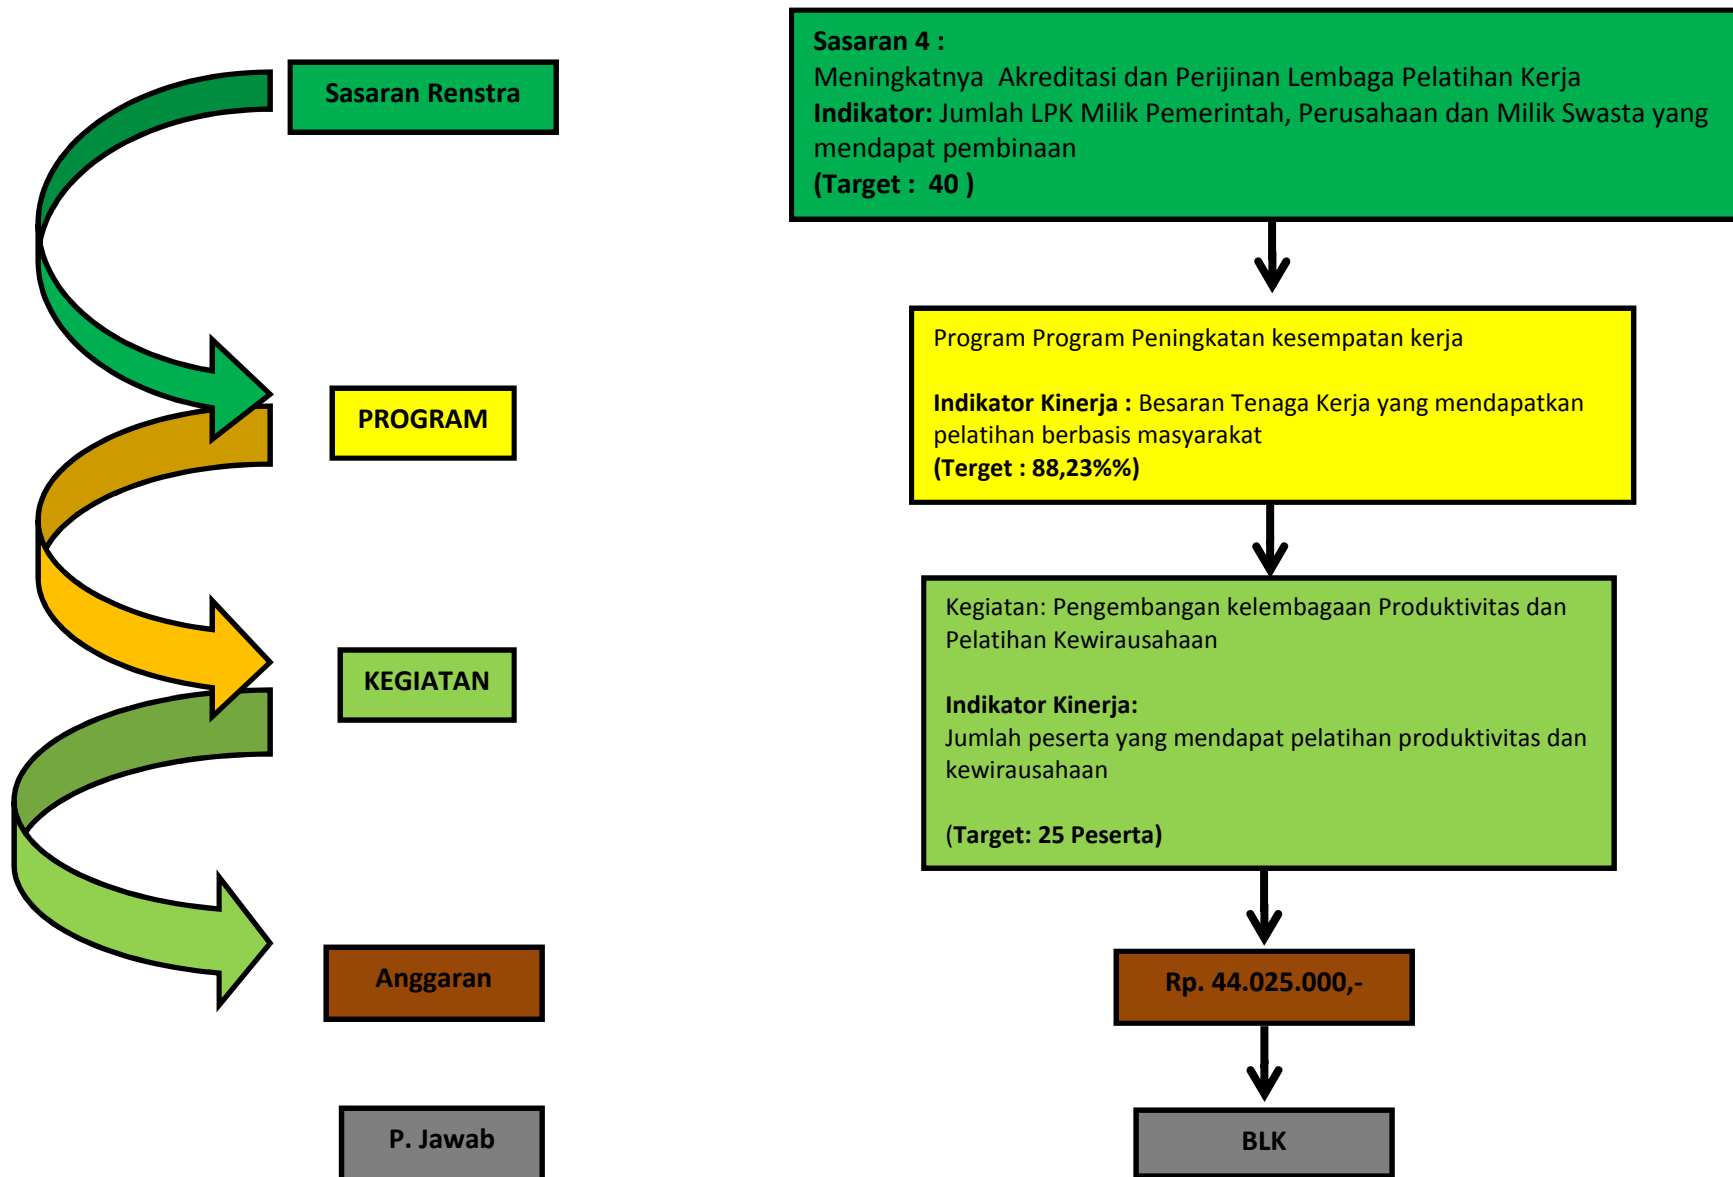 Sasaran Renstra
Sasaran 4 :
Meningkatnya  Akreditasi dan Perijinan Lembaga Pelatihan Kerja
Indikator: Jumlah LPK Milik Pemerintah, Perusahaan dan Milik Swasta yang
mendapat pembinaan
(Target :  40 )
PROGRAM
Program Program Peningkatan kesempatan kerja
Indikator Kinerja : Besaran Tenaga Kerja yang mendapatkan
pelatihan berbasis masyarakat
(Terget : 88,23%%)
KEGIATAN
Kegiatan: Pengembangan kelembagaan Produktivitas dan
Pelatihan Kewirausahaan
Indikator Kinerja:
Jumlah peserta yang mendapat pelatihan produktivitas dan
kewirausahaan
(Target: 25 Peserta)
Anggaran
Rp. 44.025.000,-
P. Jawab
BLK